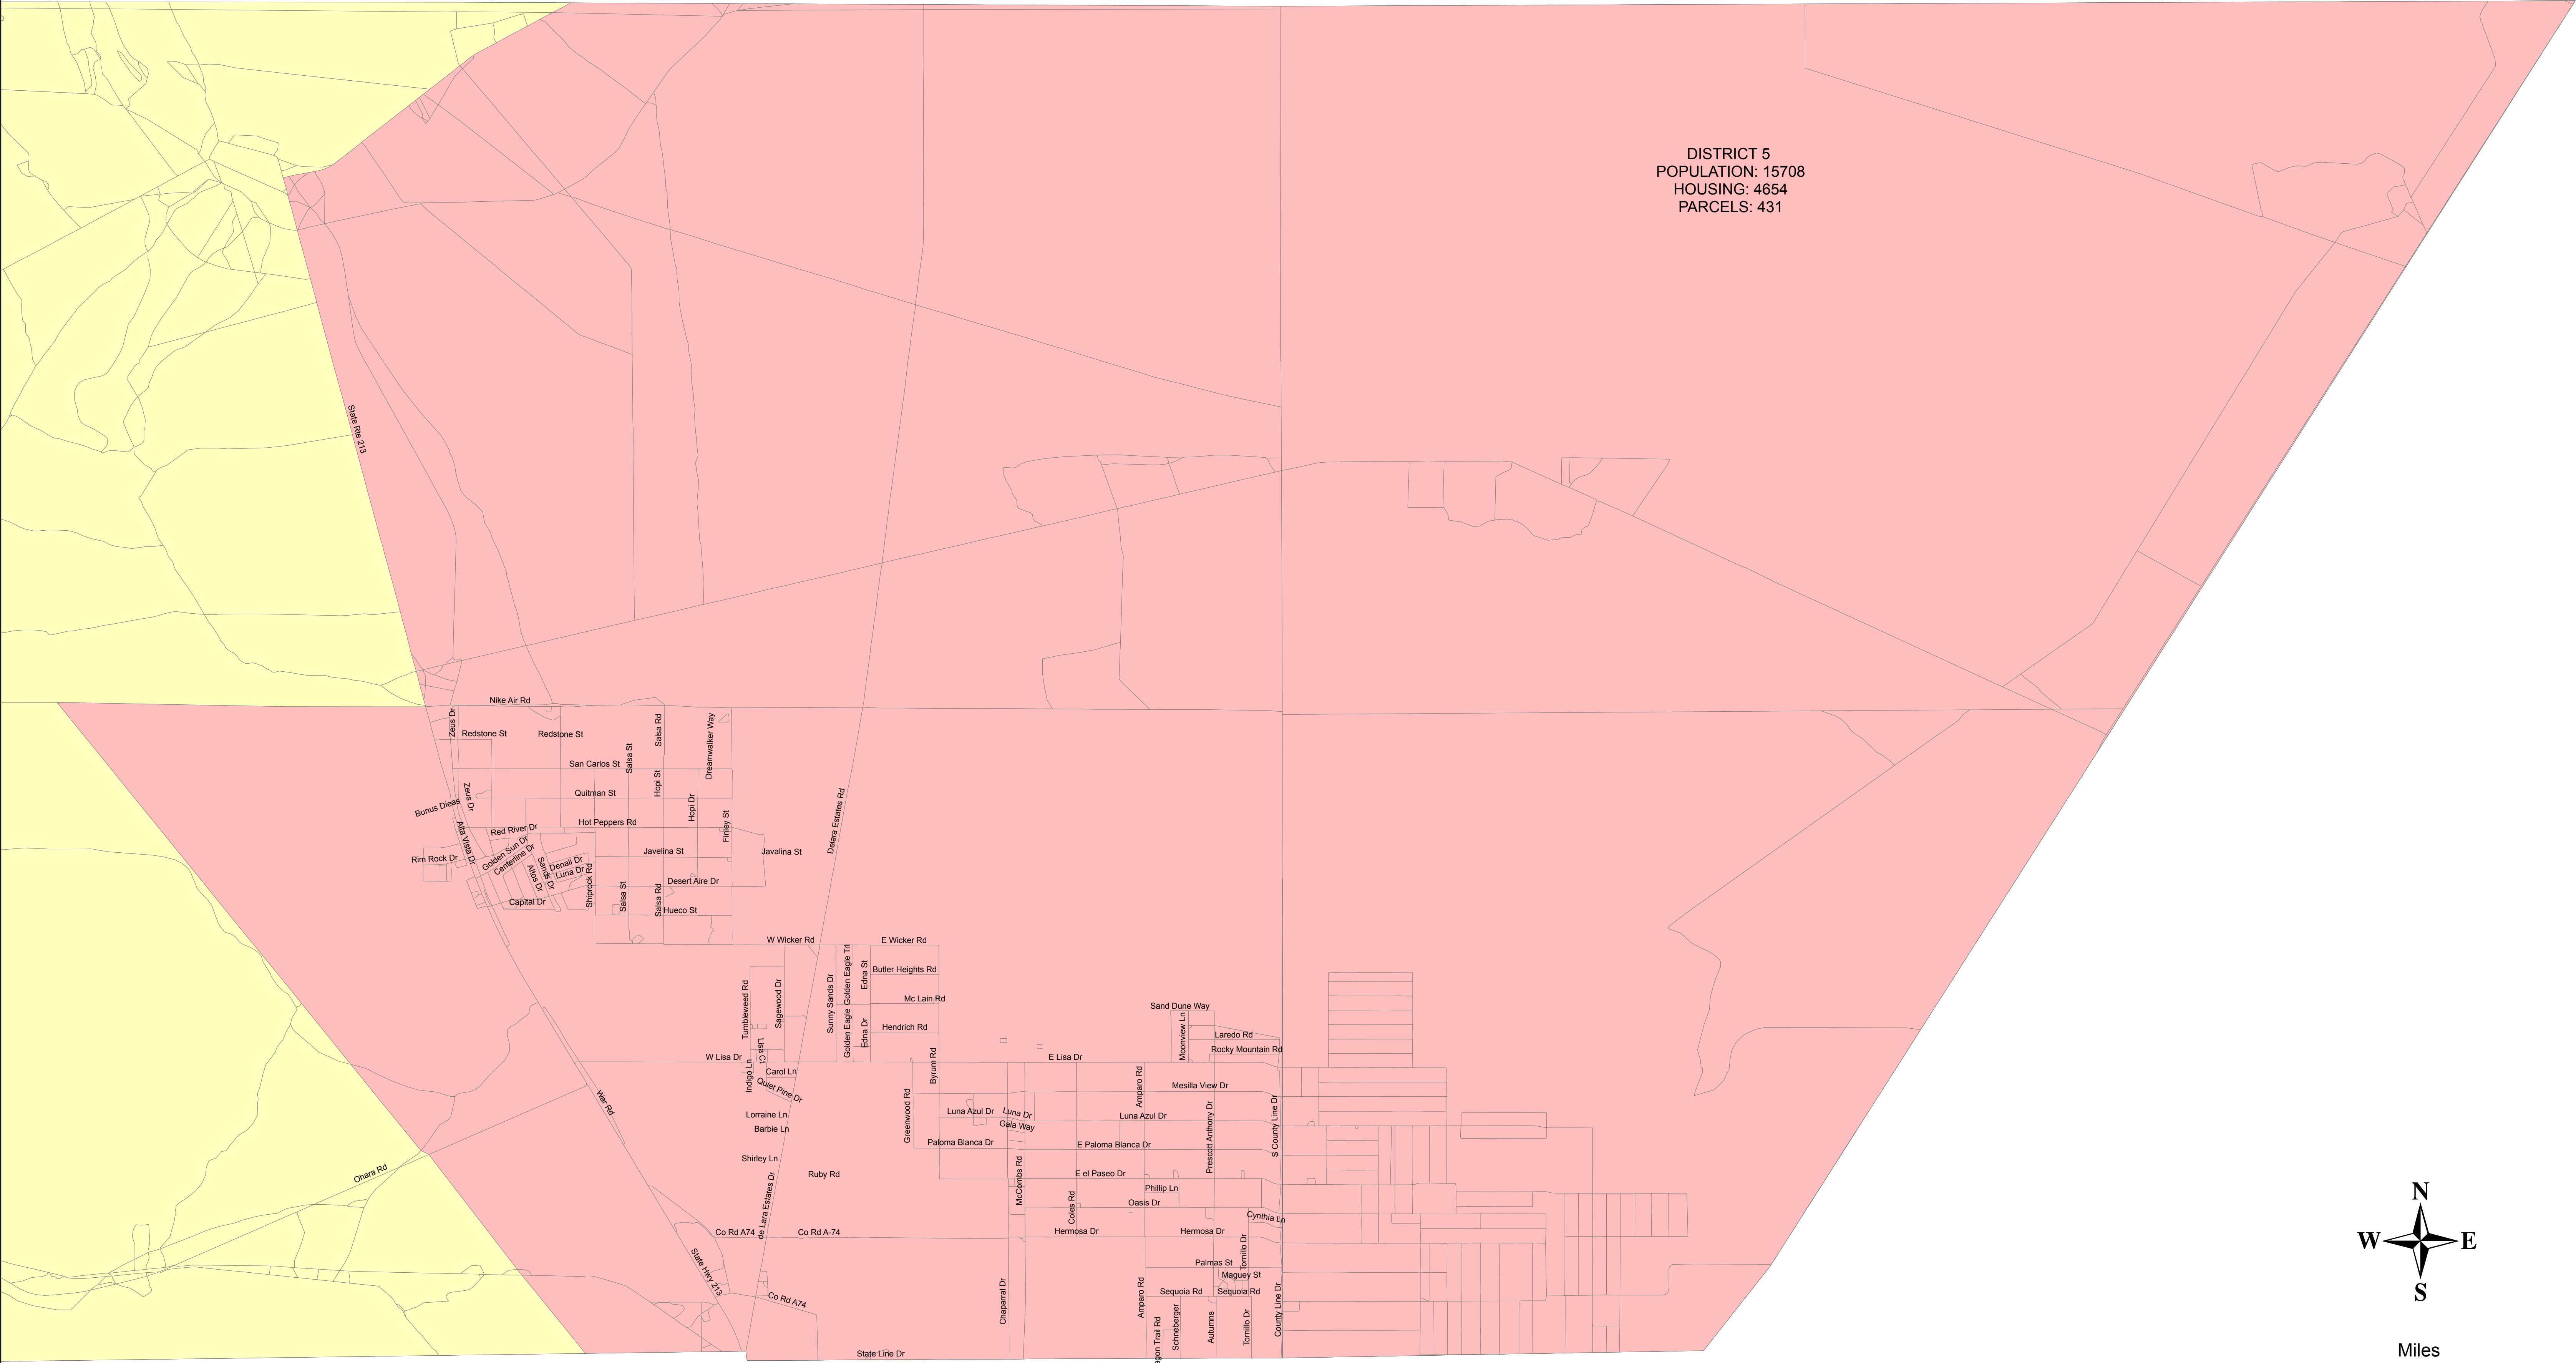 DISTRICT 5
POPULATION: 15708
HOUSING: 4654
PARCELS: 431
State Rte 213
Nike Air Rd
Zeus Dr
Redstone St
Redstone St
Salsa Rd
Dreamwalker Way
Salsa St
San Carlos St
Hopi St
Zeus Dr
Quitman St
Hopi Dr
Bunus Dieas
Delara Estates Rd
Alta Vista Dr
Red River Dr
Hot Peppers Rd
Finley St
Golden Sun Dr
Centerline Dr
Rim Rock Dr
Javelina St
Javalina St
Sands Dr
Denali Dr
Luna Dr
Altos Dr
Shiprock Rd
Salsa St
Salsa Rd
Desert Aire Dr
Capital Dr
Hueco St
W Wicker Rd
E Wicker Rd
Golden Eagle Trl
Edna St
Butler Heights Rd
Tumbleweed Rd
Sagewood Dr
Sunny Sands Dr
Mc Lain Rd
Sand Dune Way
Golden Eagle
Edna Dr
Hendrich Rd
Moonview Ln
Laredo Rd
Rocky Mountain Rd
W Lisa Dr
Lisa Ct
E Lisa Dr
Byrum Rd
Indigo Ln
Carol Ln
Quiet Pine Dr
Amparo Rd
Mesilla View Dr
War Rd
Greenwood Rd
Lorraine Ln
Luna Azul Dr
Luna Dr
Luna Azul Dr
Gala Way
Barbie Ln
Prescott Anthony Dr
S County Line Dr
Paloma Blanca Dr
E Paloma Blanca Dr
Shirley Ln
Ohara Rd
Ruby Rd
E el Paseo Dr
McCombs Rd
Phillip Ln
Coles Rd
Oasis Dr
de Lara Estates Dr
Cynthia Ln
Co Rd A74
Co Rd A-74
Hermosa Dr
Hermosa Dr
Tornillo Dr
State Hwy 213
Palmas St
Maguey St
Sequoia Rd
Sequoia Rd
Co Rd A74
Chaparral Dr
Amparo Rd
gon Trail Rd
Schneberger
Autumns
Tornillo Dr
County Line Dr
State Line Dr
N
W E
S
Miles